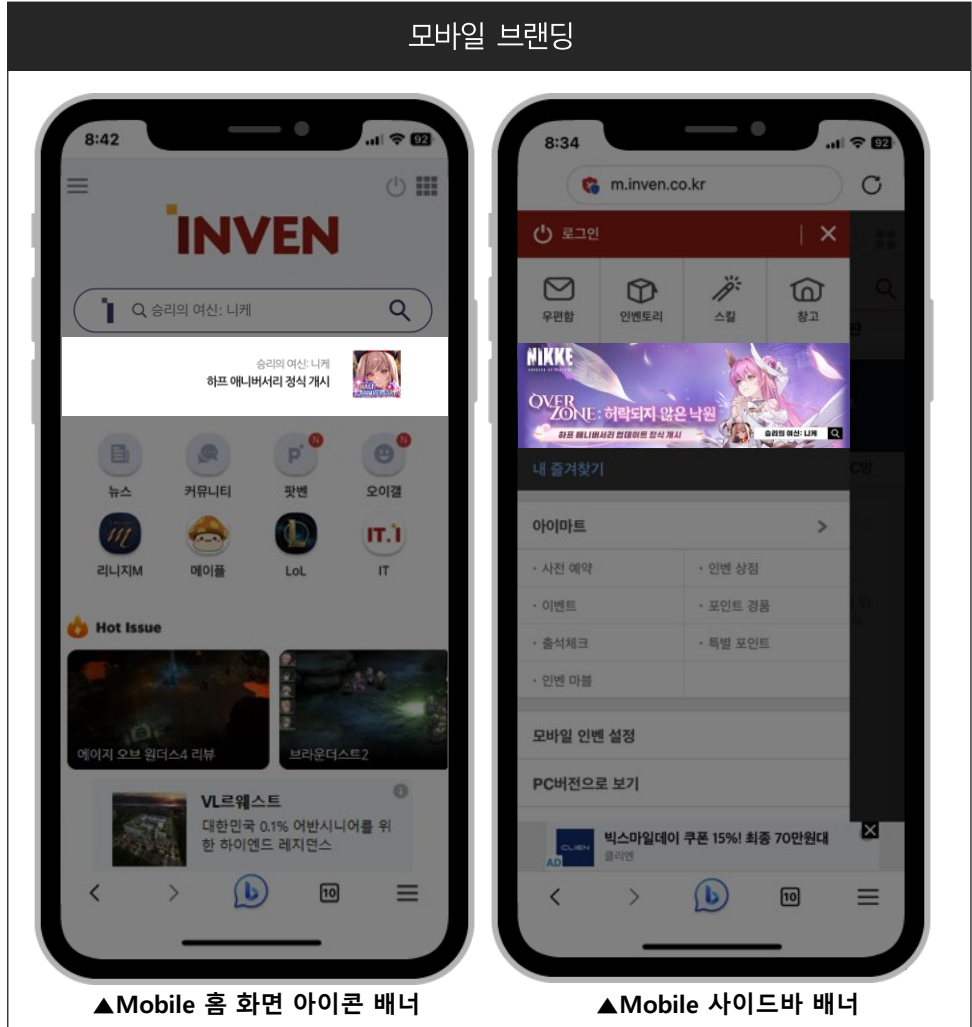 모바일 브랜딩
8:42
92
INVEN
승리의 여신: 니케
승리의 여신: 니케
하프 애니버서리 정식 개시
N
N
뉴스
커뮤니티
팟벤
오이갤
리니지M
메이플
LoL
IT.i
IT
Hot Issue
에이지 오브 원더스4 리뷰
브라운더스트2
VL르웨스트
대한민국 0.1% 어반시니어를 위
한 하이엔드 레지던스
10
▲Mobile 홈 화면 아이콘 배너
8:34
92
m.inven.co.kr
로그인
우편함
인벤토리
스킬
창고
NIKKE
OVER
ZONE : 허락되지 않은 낙원
하프 애니버서리 업데이트 정식 개시
승리의 여신: 니케
내 즐겨찾기
아이마트
· 사전 예약
· 인벤 상점
· 이벤트
· 포인트 경품
· 출석체크
· 특별 포인트
· 인벤 마블
모바일 인벤 설정
PC버전으로 보기
CLIEN
AD
빅스마일데이 쿠폰 15%! 최종 70만원대
클리엔
10
▲Mobile 사이드바 배너